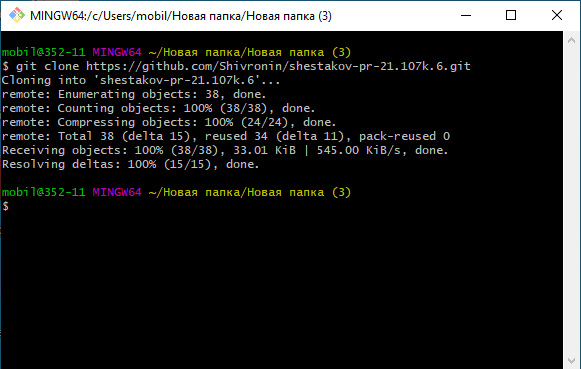 MINGW64:/c/Users/mobil/Новая папка/Новая папка (3)
mobil@352-11 MINGW64 ~/Новая папка/Новая папка (3)
$ git clone https://github.com/Shivronin/shestakov-pr-21.107k.6.git
Cloning into 'shestakov-pr-21.107k.6'...
remote: Enumerating objects: 38, done.
remote: Counting objects: 100% (38/38), done.
remote: Compressing objects: 100% (24/24), done.
remote: Total 38 (delta 15), reused 34 (delta 11), pack-reused 0
Receiving objects: 100% (38/38), 33.01 KiB | 545.00 KiB/s, done.
Resolving deltas: 100% (15/15), done.
mobil@352-11 MINGW64 ~/Новая папка/Новая папка (3)
$